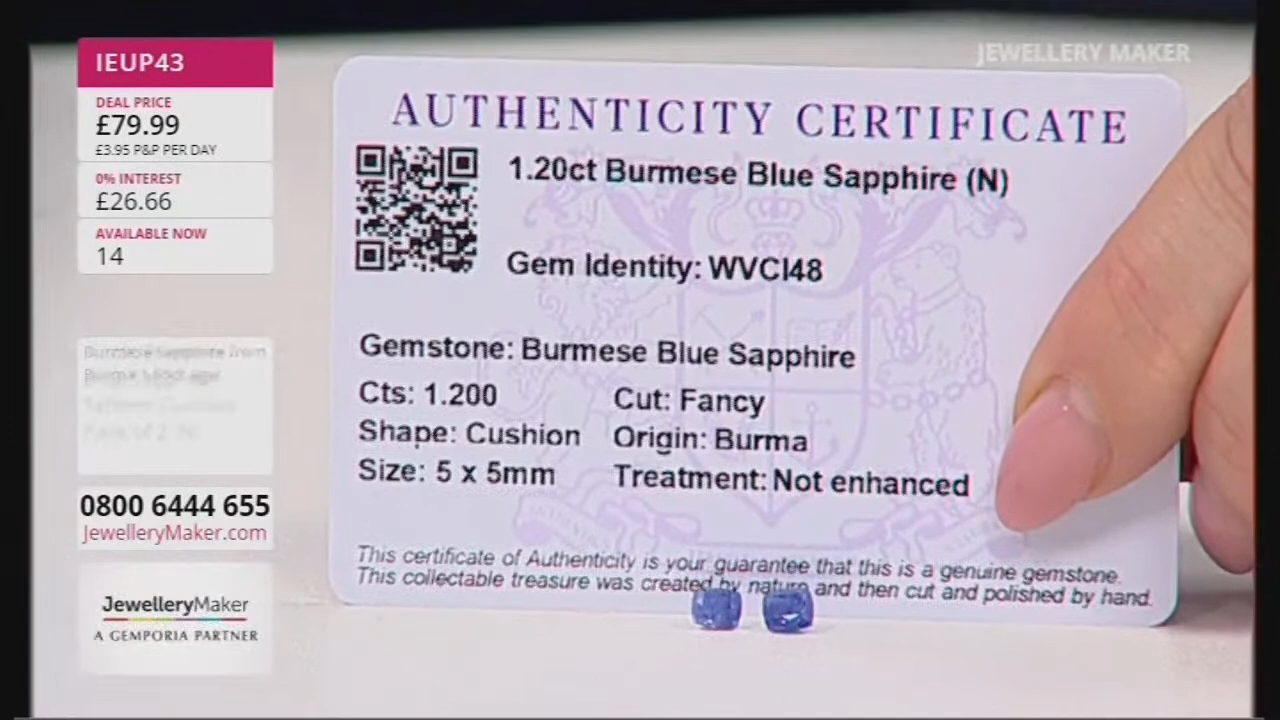 IEUP43
DEAL PRICE
£79.99
£3.95 P&P PER DAY
0% INTEREST
£26.66
AVAILABLE NOW
14
0800 6444 655
JewelleryMaker.com
JewelleryMaker
A GEMPORIA PARTNER
JEWELLERY MAKER
AUTHENTICITY CERTIFICATE
1.20ct Burmese Blue Sapphire (N)
Gem Identity: WVCI48
Gemstone: Burmese Blue Sapphire
Cts: 1.200 Cut: Fancy
Shape: Cushion Origin: Burma
Size: 5 x 5mm Treatment: Not enhanced
This certificate of Authenticity is your guarantee that this is a genuine gemstone.
This collectable treasure was created by nature and then cut and polished by hand.